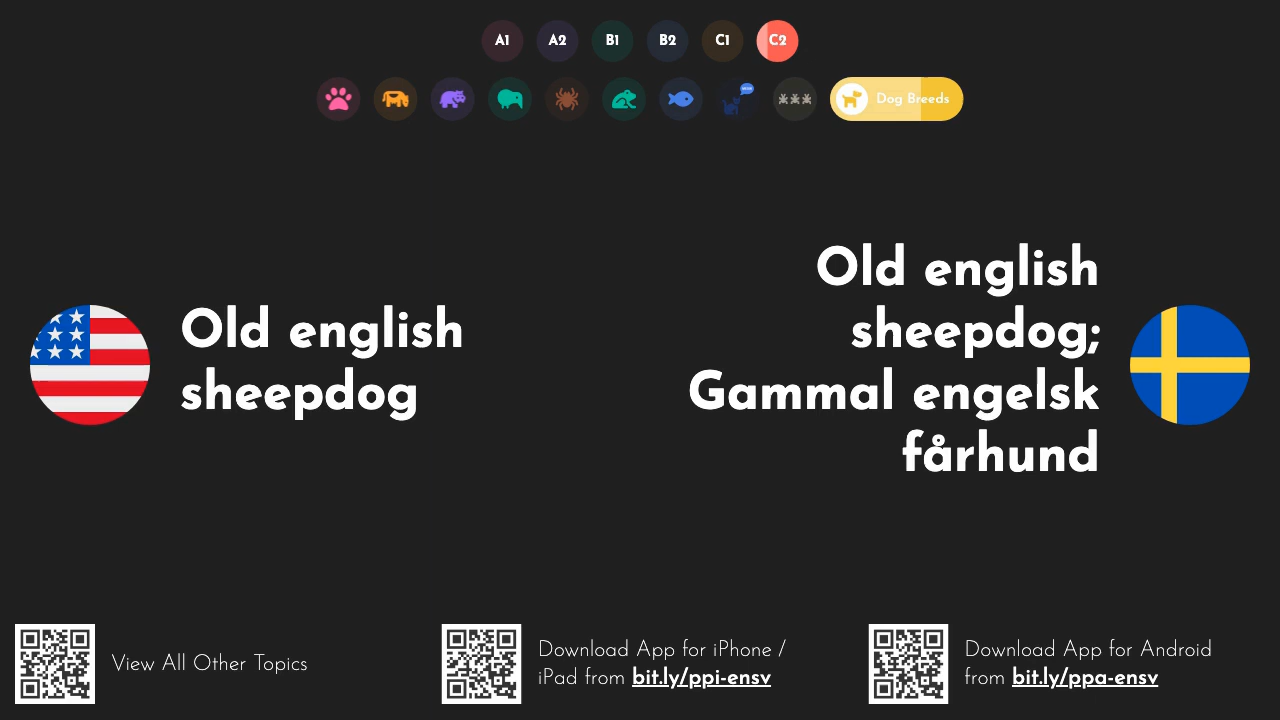 A1 A2 B1 B2 C1 C2
Dog Breeds
Old english
sheepdog
Old english
sheepdog;
Gammal engelsk
fårhund
View All Other Topics
Download App for iPhone /
iPad from bit.ly/ppi-ensv
Download App for Android
from bit.ly/ppa-ensv